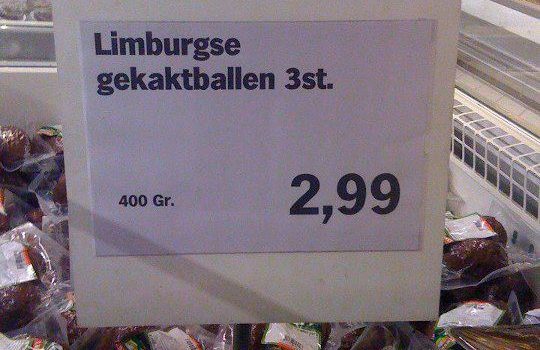 Limburgse
gekaktballen 3st.
400 Gr.
2,99